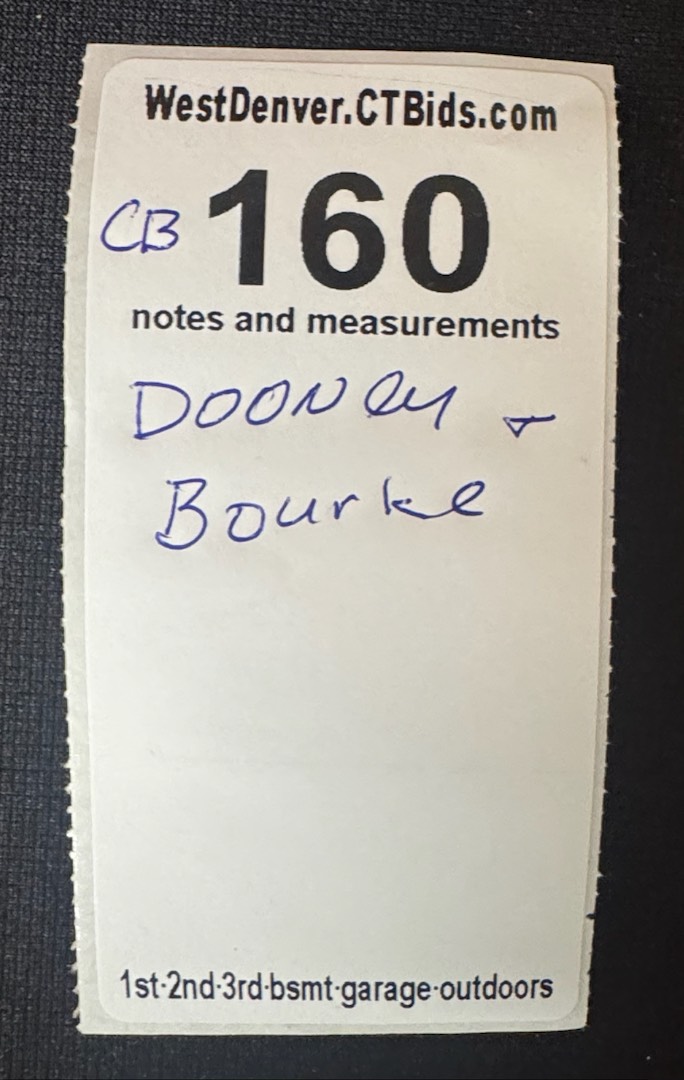 WestDenver.CTBids.com
CB 160
notes and measurements
DOONEY +
Bourke
1st·2nd·3rd·bsmt·garage·outdoors